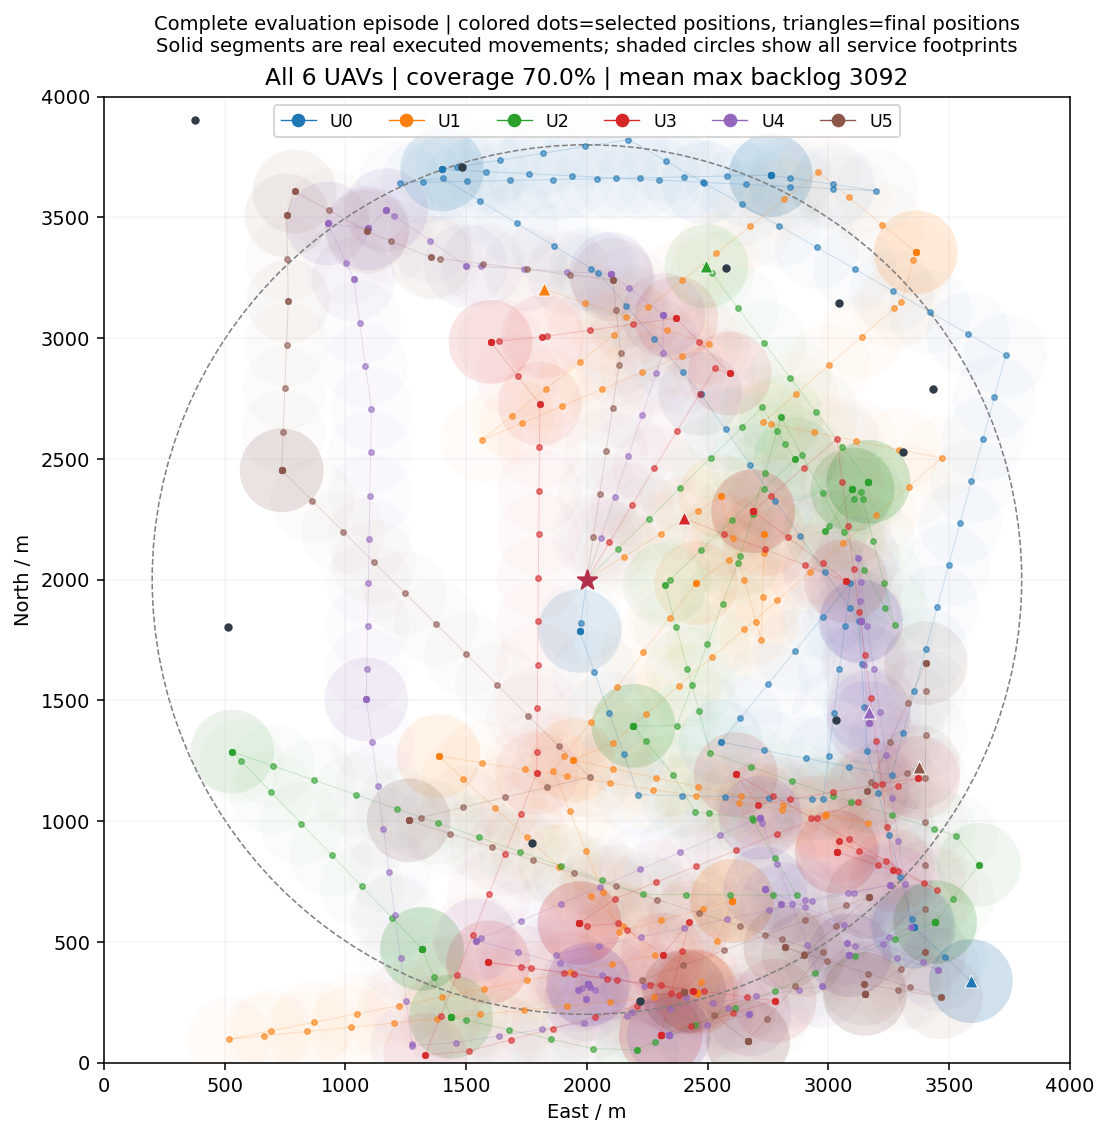 Complete evaluation episode | colored dots=selected positions, triangles=final positions
Solid segments are real executed movements; shaded circles show all service footprints
All 6 UAVs | coverage 70.0% | mean max backlog 3092
U0 U1 U2 U3 U4 U5
4000
3500
3000
2500
2000
1500
1000
500
0
North / m
0 500 1000 1500 2000 2500 3000 3500 4000
East / m